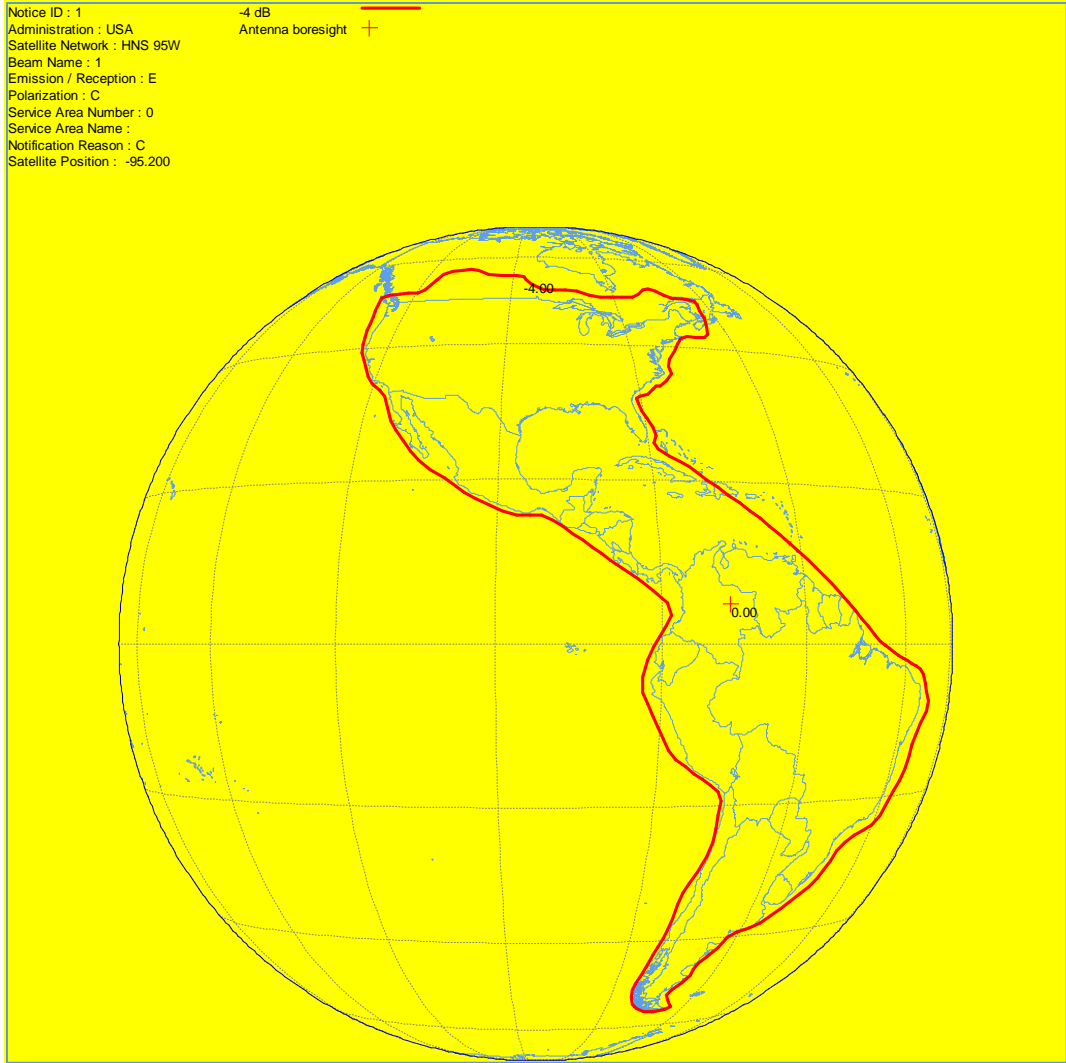 Notice ID : 1
-4 dB
Administration : USA
Antenna boresight
Satellite Network : HNS 95W
Beam Name : 1
Emission / Reception : E
Polarization : C
Service Area Number : 0
Service Area Name :
Notification Reason : C
Satellite Position : -95.200
-4.00
0.00